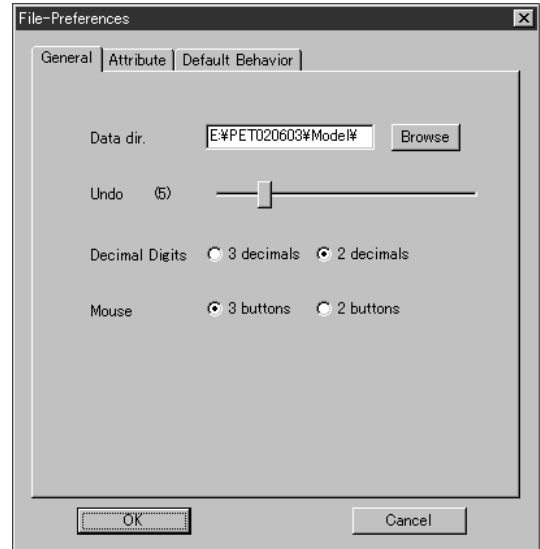 File-Preferences
General Attribute Default Behavior
Data dir. E:¥PET020603¥Model¥ Browse
Undo (5)
Decimal Digits 3 decimals 2 decimals
Mouse 3 buttons 2 buttons
OK Cancel